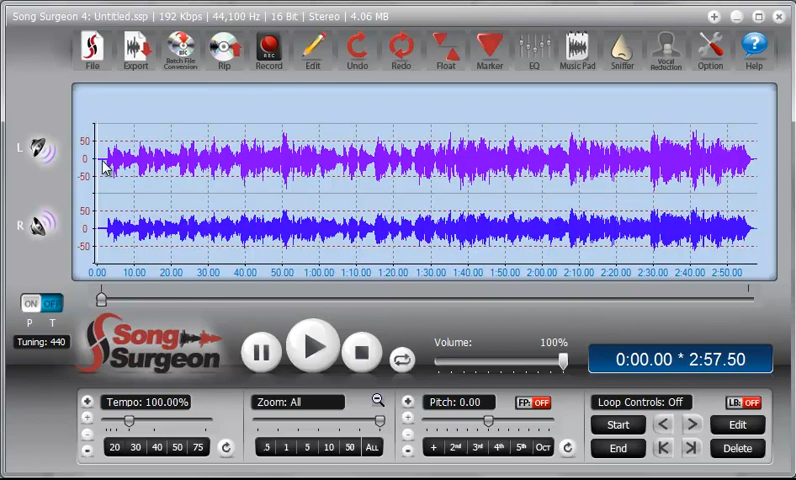 Song Surgeon 4: Untitled.ssp | 192 Kbps | 44,100 Hz | 16 Bit | Stereo | 4.06 MB
File Export Batch File Conversion Rip Record Edit Undo Redo Float Marker EQ Music Pad Sniffer Vocal Reduction Option Help
REC
L
50
0
-50
R
50
0
-50
0.00 10.00 20.00 30.00 40.00 50.00 1:00.00 1:10.00 1:20.00 1:30.00 1:40.00 1:50.00 2:00.00 2:10.00 2:20.00 2:30.00 2:40.00 2:50.00
ON OFF
P T
Tuning: 440
Song Surgeon
Volume: 100%
0:00.00 * 2:57.50
Tempo: 100.00% Zoom: All Pitch: 0.00 FP: OFF Loop Controls: Off LB: OFF
Start < > Edit
20 30 40 50 75 .5 1 5 10 50 ALL + 2nd 3rd 4th 5th Oct End Delete